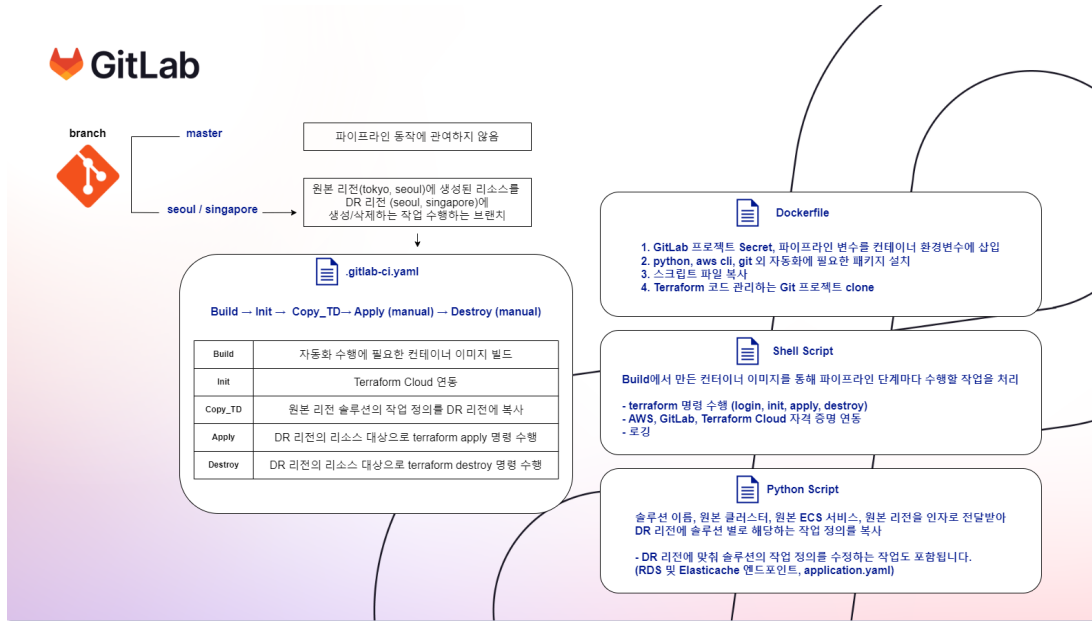 GitLab
branch
master
파이프라인 동작에 관여하지 않음
seoul / singapore
원본 리전(tokyo, seoul)에 생성된 리소스를
DR 리전 (seoul, singapore)에
생성/삭제하는 작업 수행하는 브랜치
.gitlab-ci.yaml
Build → Init → Copy_TD→ Apply (manual) → Destroy (manual)
Build 자동화 수행에 필요한 컨테이너 이미지 빌드
Init Terraform Cloud 연동
Copy_TD 원본 리전 솔루션의 작업 정의를 DR 리전에 복사
Apply DR 리전의 리소스 대상으로 terraform apply 명령 수행
Destroy DR 리전의 리소스 대상으로 terraform destroy 명령 수행
Dockerfile
1. GitLab 프로젝트 Secret, 파이프라인 변수를 컨테이너 환경변수에 삽입
2. python, aws cli, git 외 자동화에 필요한 패키지 설치
3. 스크립트 파일 복사
4. Terraform 코드 관리하는 Git 프로젝트 clone
Shell Script
Build에서 만든 컨터이너 이미지를 통해 파이프라인 단계마다 수행할 작업을 처리
- terraform 명령 수행 (login, init, apply, destroy)
- AWS, GitLab, Terraform Cloud 자격 증명 연동
- 로깅
Python Script
솔루션 이름, 원본 클러스터, 원본 ECS 서비스, 원본 리전을 인자로 전달받아
DR 리전에 솔루션 별로 해당하는 작업 정의를 복사
- DR 리전에 맞춰 솔루션의 작업 정의를 수정하는 작업도 포함됩니다.
(RDS 및 Elasticache 엔드포인트, application.yaml)